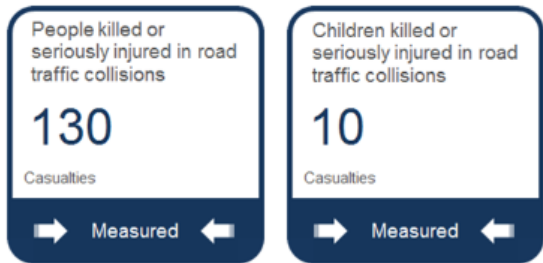 People killed or
seriously injured in road
traffic collisions
130
Casualties
Measured
Children killed or
seriously injured in road
traffic collisions
10
Casualties
Measured